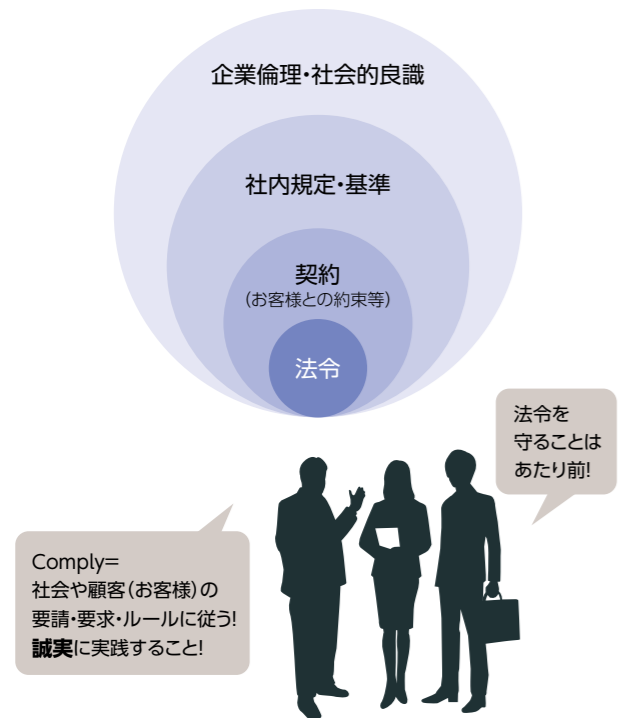 企業倫理・社会的良識
社内規定・基準
契約
(お客様との約束等)
法令
法令を
守ることは
あたり前!
Comply=
社会や顧客(お客様)の
要請・要求・ルールに従う!
誠実に実践すること!